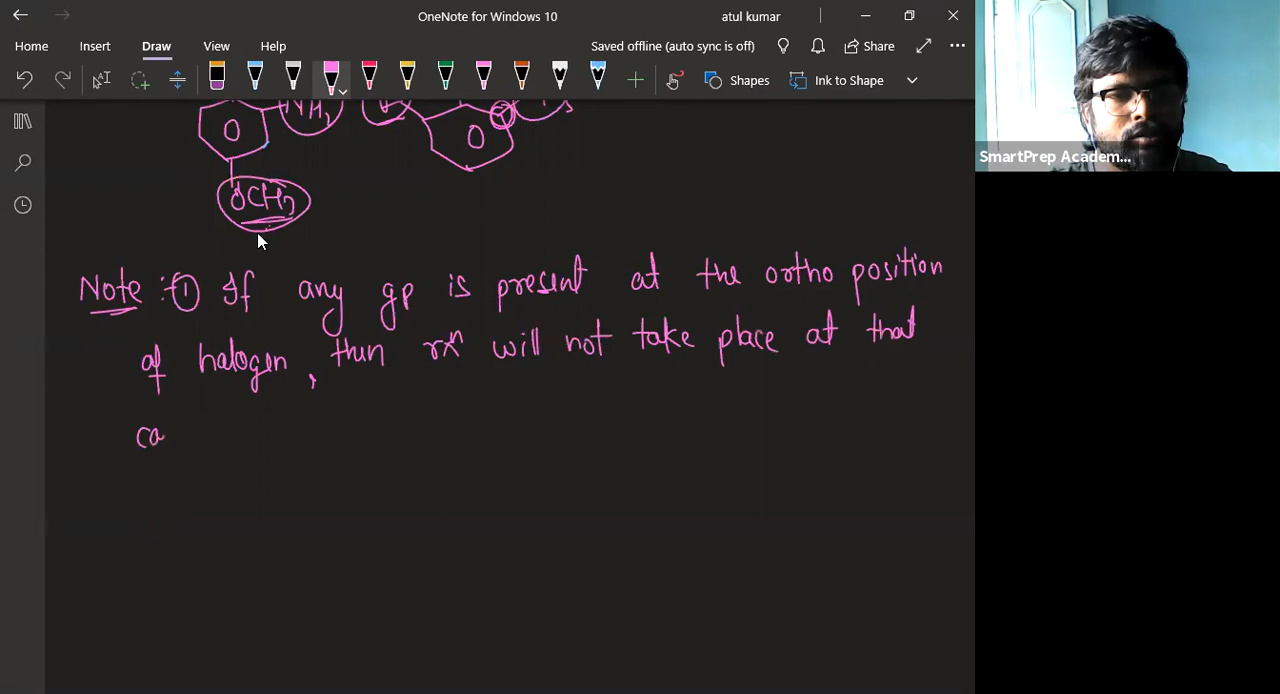 OneNote for Windows 10
atul kumar
Home Insert Draw View Help
Saved offline (auto sync is off)
Share
Shapes
Ink to Shape
SmartPrep Academ...
NH2
OCH3
Note :- ① If any gp is present at the ortho position
of halogen, then rxn will not take place at that
ca